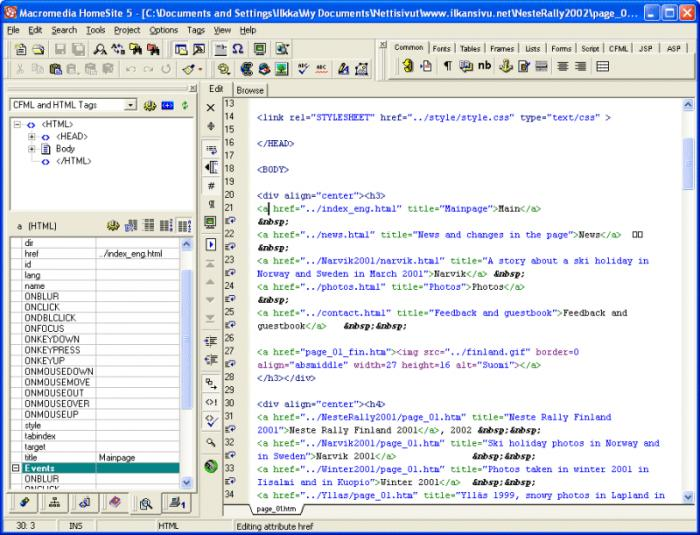 Macromedia HomeSite 5 - [C:\Documents and Settings\Ilkka\My Documents\Nettisivut\www.ilkansivu.net\NesteRally2002\page_0...
File Edit Search Tools Project Options Tags View Help
Common Fonts Tables Frames Lists Forms Script CFML JSP ASP
nb
Edit Browse
CFML and HTML Tags
<HTML>
<HEAD>
Body
</HTML>
a (HTML)
dir
href ../index_eng.html
id
lang
name
ONBLUR
ONCLICK
ONDBLCLICK
ONFOCUS
ONKEYDOWN
ONKEYPRESS
ONKEYUP
ONMOUSEDOWN
ONMOUSEMOVE
ONMOUSEOUT
ONMOUSEOVER
ONMOUSEUP
style
tabindex
target
title Mainpage
Events
ONBLUR
ONCLICK
13
14 <link rel="STYLESHEET" href="../style/style.css" type="text/css" >
15
16 </HEAD>
17
18 <BODY>
19
20 <div align="center"><h3>
21 <a href="../index_eng.html" title="Mainpage">Main</a>
&nbsp;
22 <a href="../news.html" title="News and changes in the page">News</a>
&nbsp;
23 <a href="../Narvik2001/narvik.html" title="A story about a ski holiday in
Norway and Sweden in March 2001">Narvik</a> &nbsp;
24 <a href="../photos.html" title="Photos">Photos</a>
&nbsp;
25 <a href="../contact.html" title="Feedback and guestbook">Feedback and
guestbook</a> &nbsp;&nbsp;
26
27 <a href="page_01_fin.htm"><img src="../finland.gif" border=0
align="absmiddle" width=27 height=16 alt="Suomi"></a>
28 </h3></div>
29
30 <div align="center"><h4>
31 <a href="../NesteRally2001/page_01.htm" title="Neste Rally Finland
2001">Neste Rally Finland 2001</a>, 2002 &nbsp;&nbsp;
32 <a href="../Narvik2001/page_01.htm" title="Ski holiday photos in Norway and
in Sweden">Narvik 2001</a> &nbsp;&nbsp;
33 <a href="../Winter2001/page_01.htm" title="Photos taken in winter 2001 in
Iisalmi and in Kuopio">Winter 2001</a> &nbsp;&nbsp;
34 <a href="../Yllas/page_01.htm" title="Ylläs 1999, snowy photos in Lapland in
page_01.htm
30: 3 INS HTML Editing attribute href